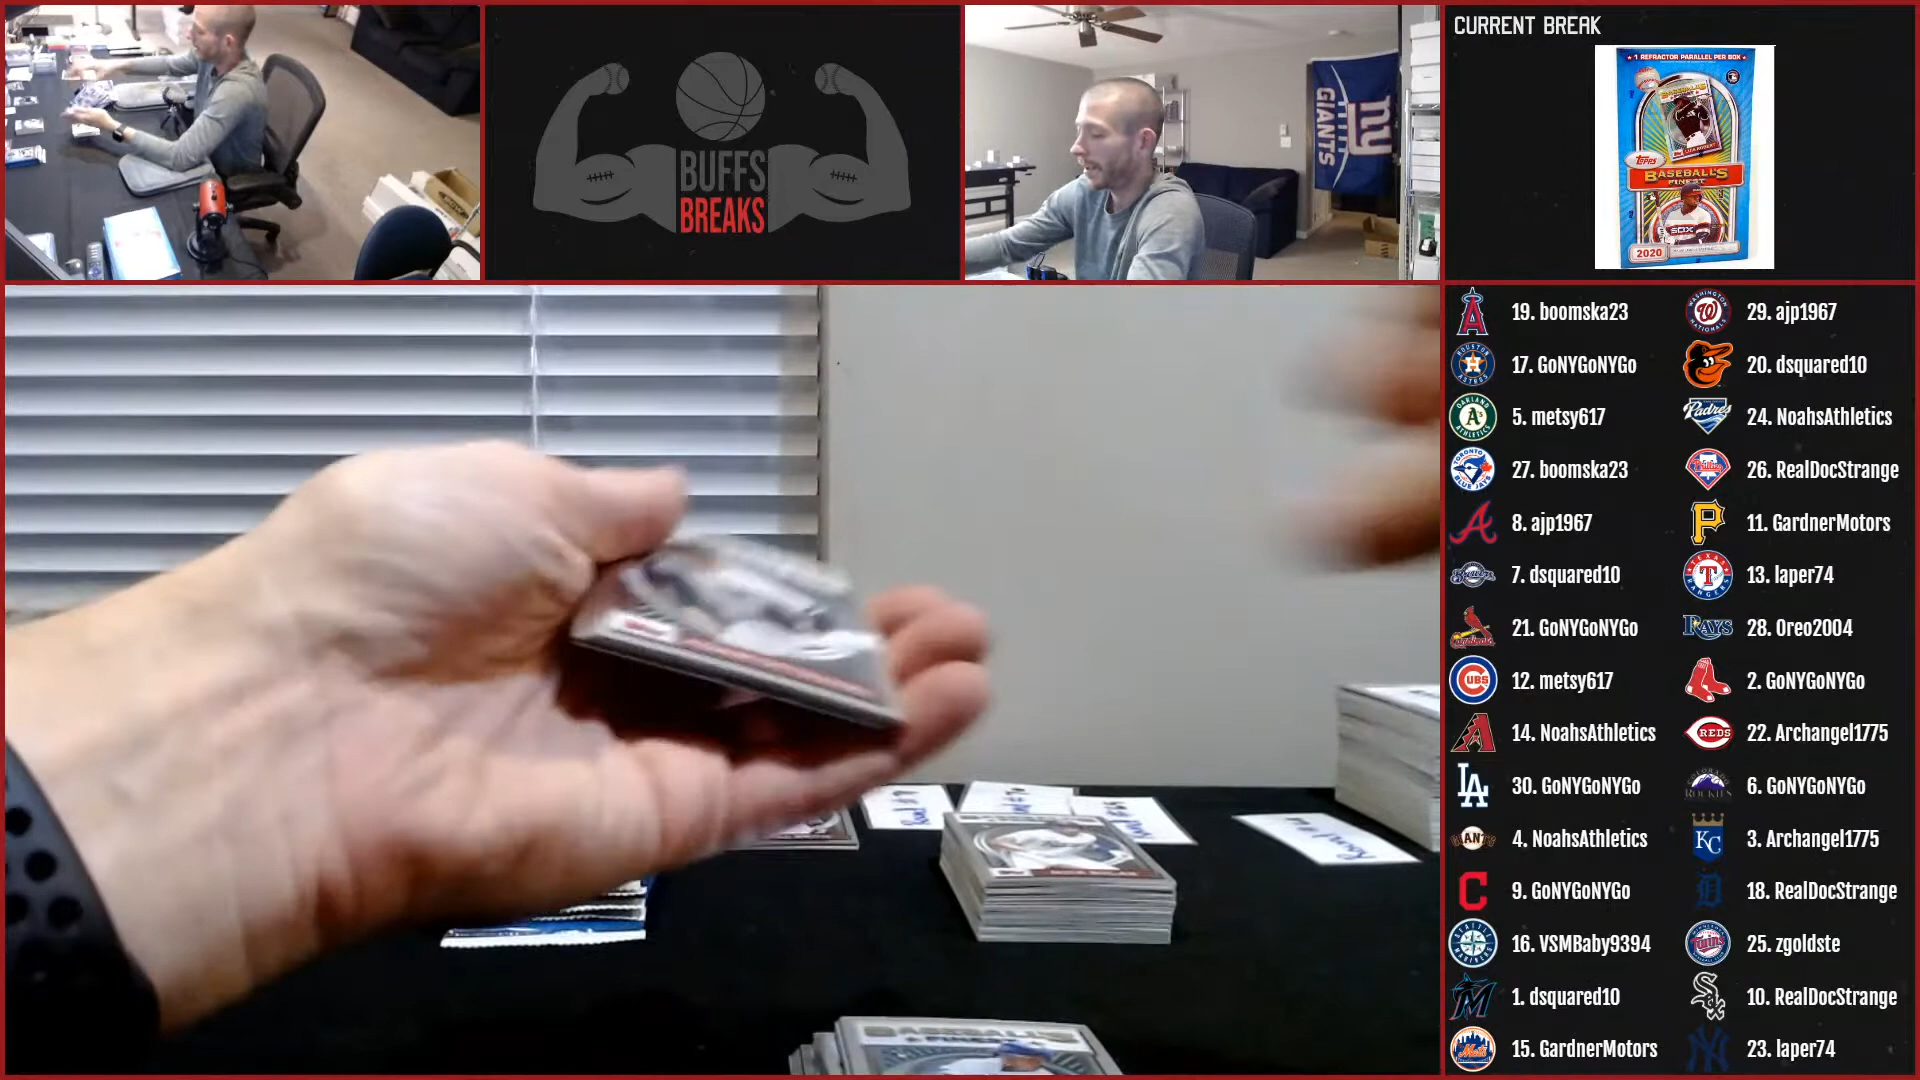 BUFFS
BREAKS
ny
GIANTS
CURRENT BREAK
1 REFRACTOR PARALLEL PER BOX
Topps
BASEBALL'S
FINEST
SOX
2020
19. boomska23
29. ajp1967
17. GoNYGoNYGo
20. dsquared10
5. metsy617
24. NoahsAthletics
27. boomska23
26. RealDocStrange
8. ajp1967
11. GardnerMotors
7. dsquared10
13. laper74
21. GoNYGoNYGo
28. Oreo2004
12. metsy617
2. GoNYGoNYGo
14. NoahsAthletics
22. Archangel1775
30. GoNYGoNYGo
6. GoNYGoNYGo
4. NoahsAthletics
3. Archangel1775
9. GoNYGoNYGo
18. RealDocStrange
16. VSMBaby9394
25. zgoldste
1. dsquared10
10. RealDocStrange
15. GardnerMotors
23. laper74